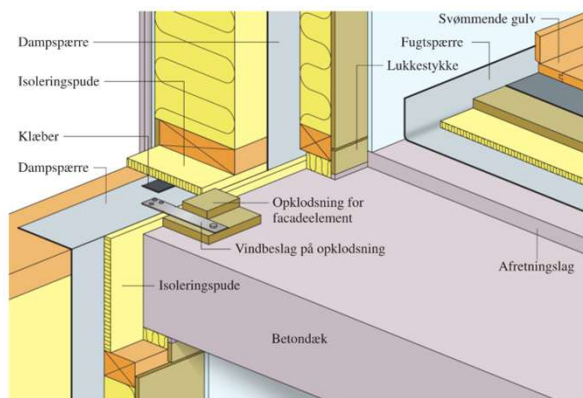 Svømmende gulv
Dampspærre
Fugtspærre
Lukkestykke
Isoleringspude
Klæber
Dampspærre
Opklodsning for
facadeelement
Vindbeslag på opklodsning
Afretningslag
Isoleringspude
Betondæk